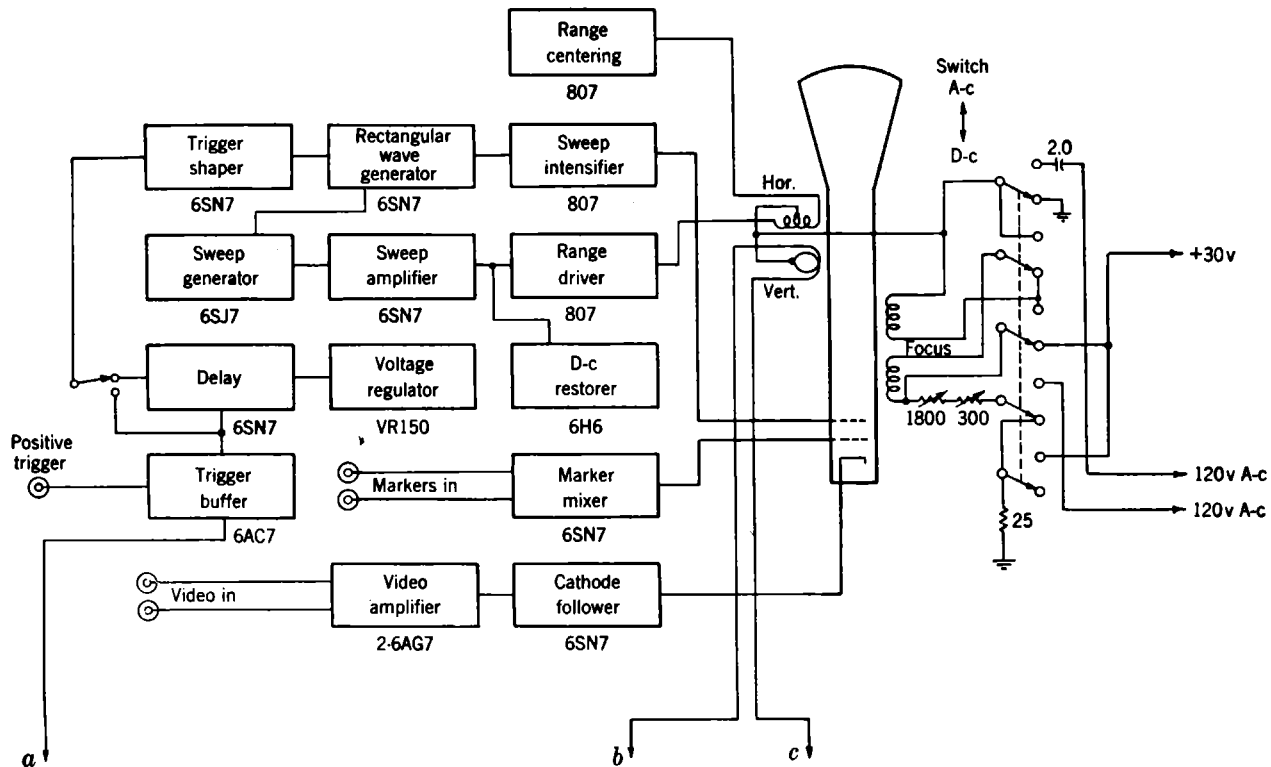 Range
centering
807
Switch
A-c
D-c
2.0
Trigger
shaper
6SN7
Rectangular
wave
generator
6SN7
Sweep
intensifier
807
Hor.
Vert.
Sweep
generator
6SJ7
Sweep
amplifier
6SN7
Range
driver
807
+30v
Focus
Delay
6SN7
Voltage
regulator
VR150
D-c
restorer
6H6
1800
300
Positive
trigger
Trigger
buffer
6AC7
Markers in
Marker
mixer
6SN7
120v A-c
120v A-c
25
Video in
Video
amplifier
2-6AG7
Cathode
follower
6SN7
a
b
c